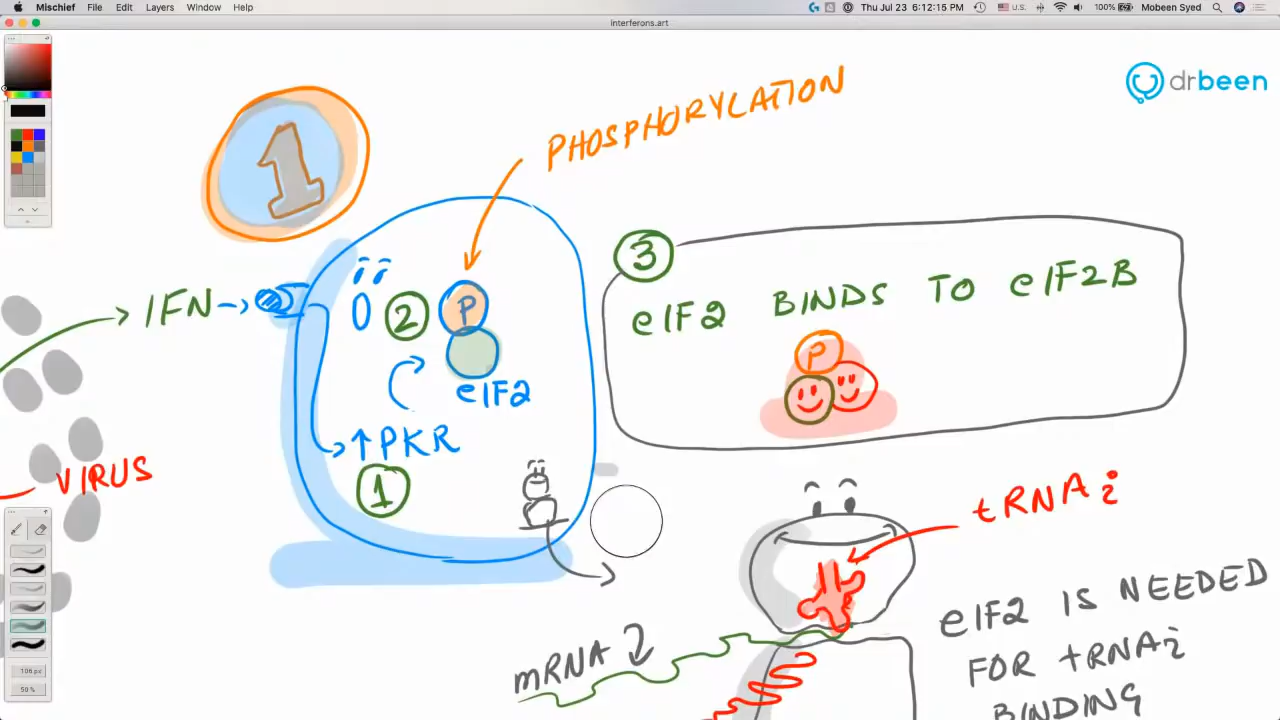 Mischief File Edit Layers Window Help
U.S. 100% Thu Jul 23 6:12:15 PM Mobeen Syed
interferons.art
drbeen
1
PHOSPHORYLATION
3
eIF2 BINDS TO eIF2B
P
IFN
2
P
eIF2
↑PKR
1
VIRUS
tRNAi
eIF2 IS NEEDED
FOR tRNAi
BINDING
mRNA
106 px
50 %